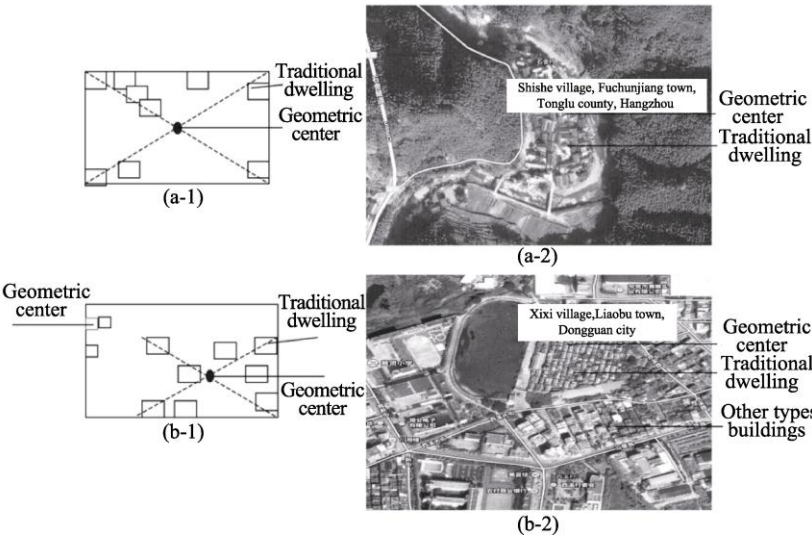 Traditional
dwelling
Geometric
center
(a-1)
Shishe village, Fuchunjiang town,
Tonglu county, Hangzhou,
Geometric
center
Traditional
dwelling
(a-2)
Geometric
center
Traditional
dwelling
Geometric
center
(b-1)
Xixi village,Liaobu town,
Dongguan city
Geometric
center
Traditional
dwelling
Other types
buildings
(b-2)